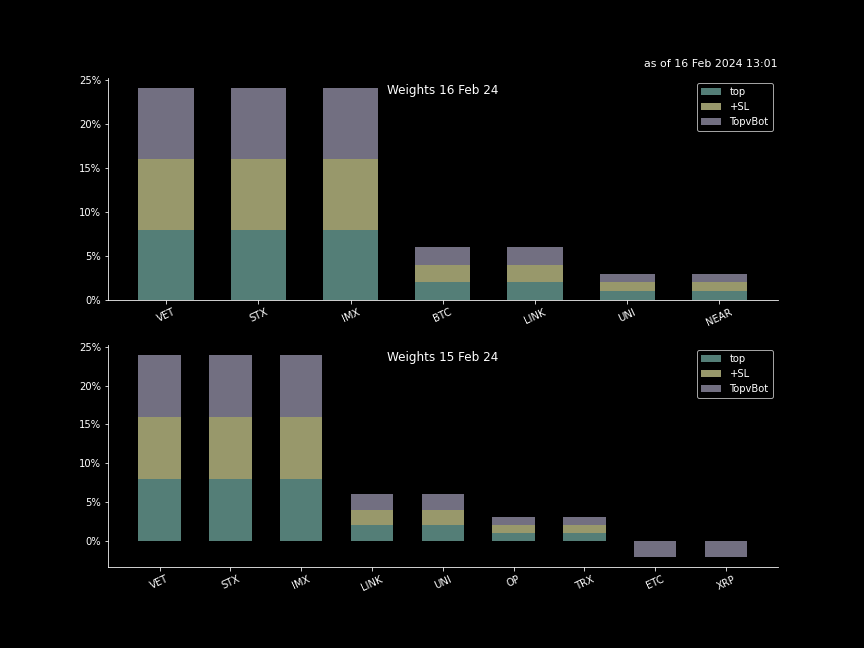 as of 16 Feb 2024 13:01
Weights 16 Feb 24
25%
20%
15%
10%
5%
0%
top
+SL
TopvBot
VET STX IMX BTC LINK UNI NEAR
Weights 15 Feb 24
25%
20%
15%
10%
5%
0%
top
+SL
TopvBot
VET STX IMX LINK UNI OP TRX ETC XRP